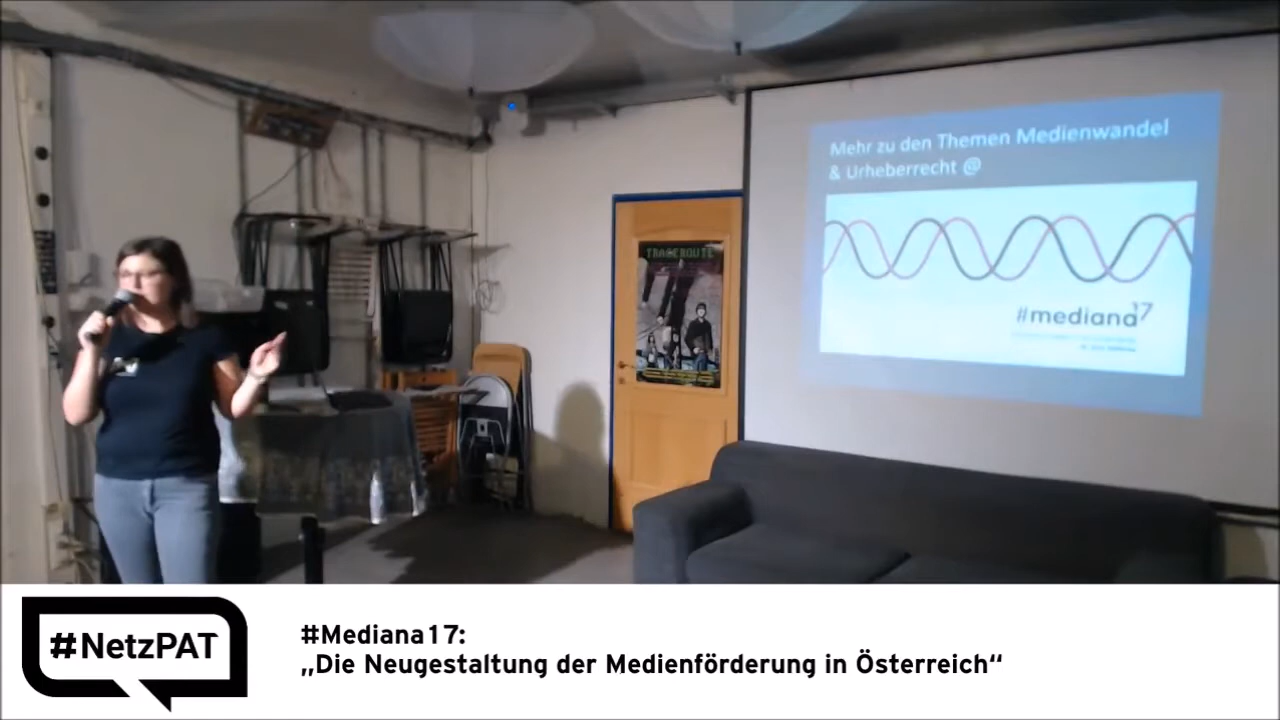 Mehr zu den Themen Medienwandel
& Urheberrecht @
#mediana17
TRACEROUTE
#NetzPAT
#Mediana17:
„Die Neugestaltung der Medienförderung in Österreich“